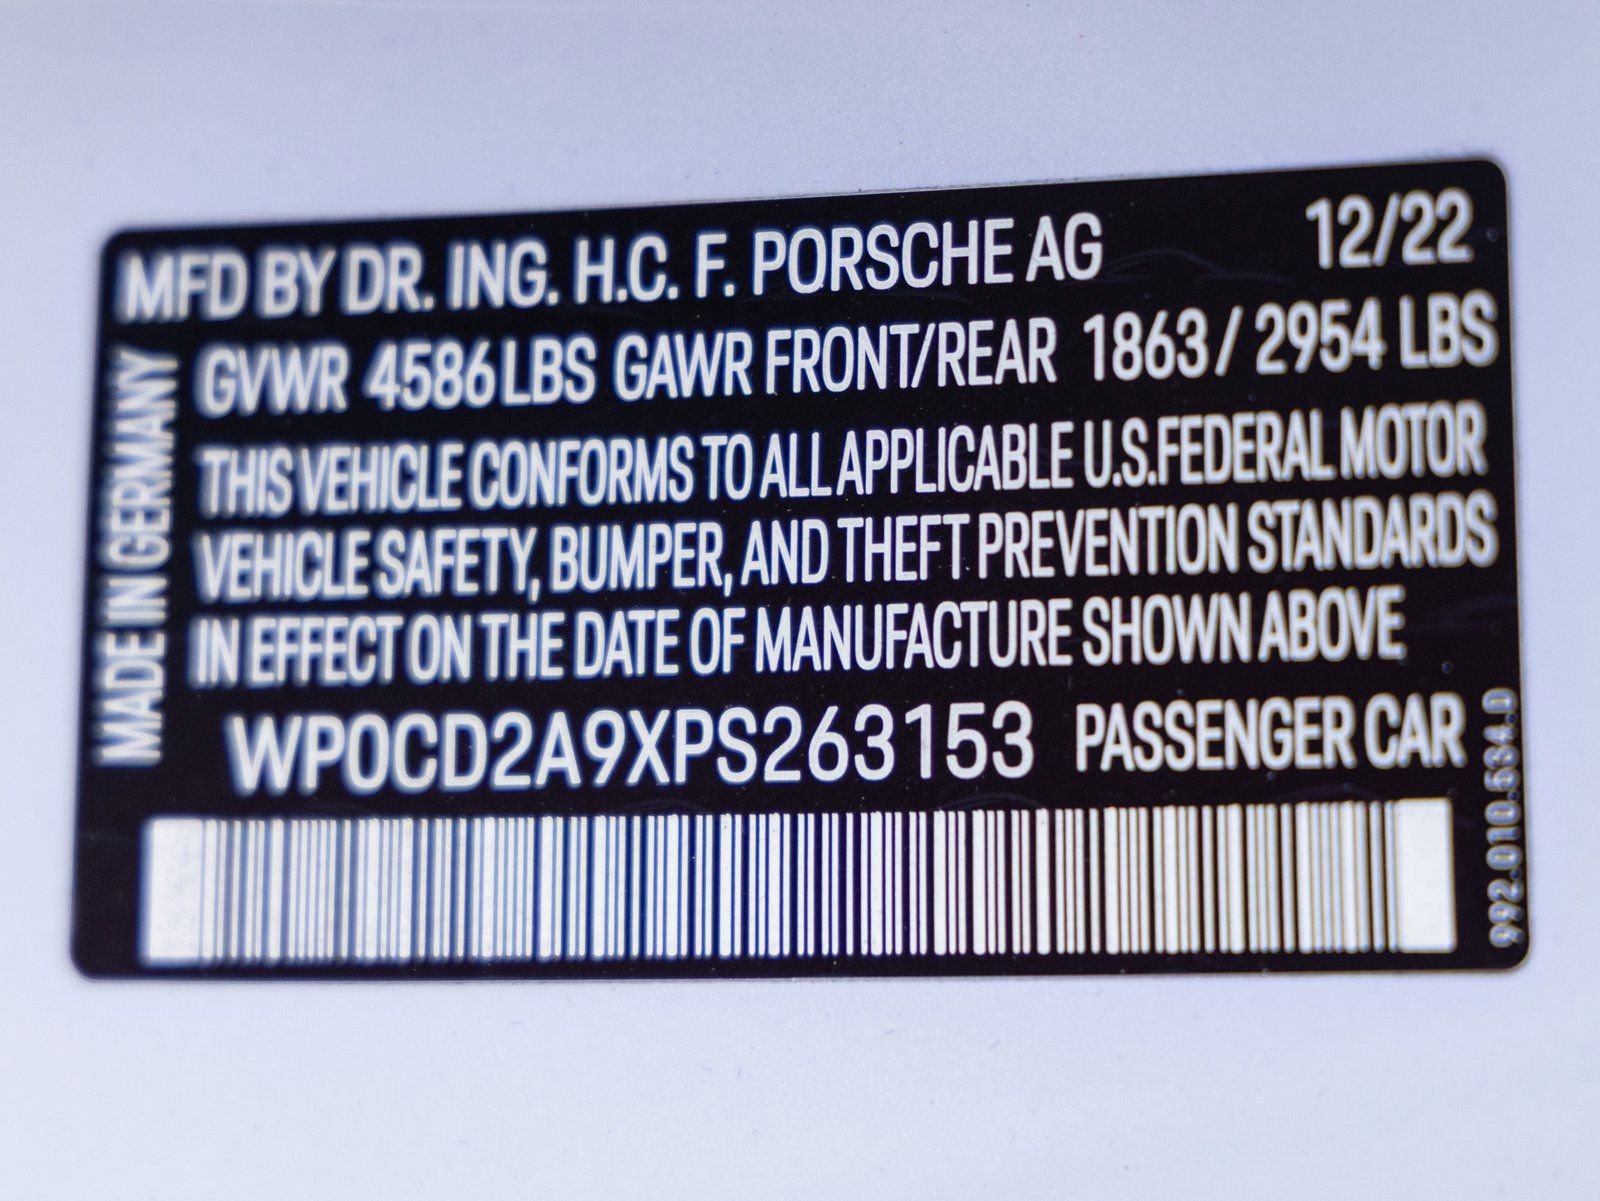 MFD BY DR. ING. H.C. F. PORSCHE AG 12/22
GVWR 4586 LBS GAWR FRONT/REAR 1863 / 2954 LBS
THIS VEHICLE CONFORMS TO ALL APPLICABLE U.S.FEDERAL MOTOR
VEHICLE SAFETY, BUMPER, AND THEFT PREVENTION STANDARDS
IN EFFECT ON THE DATE OF MANUFACTURE SHOWN ABOVE
WP0CD2A9XPS263153 PASSENGER CAR
MADE IN GERMANY
992.010.534.D